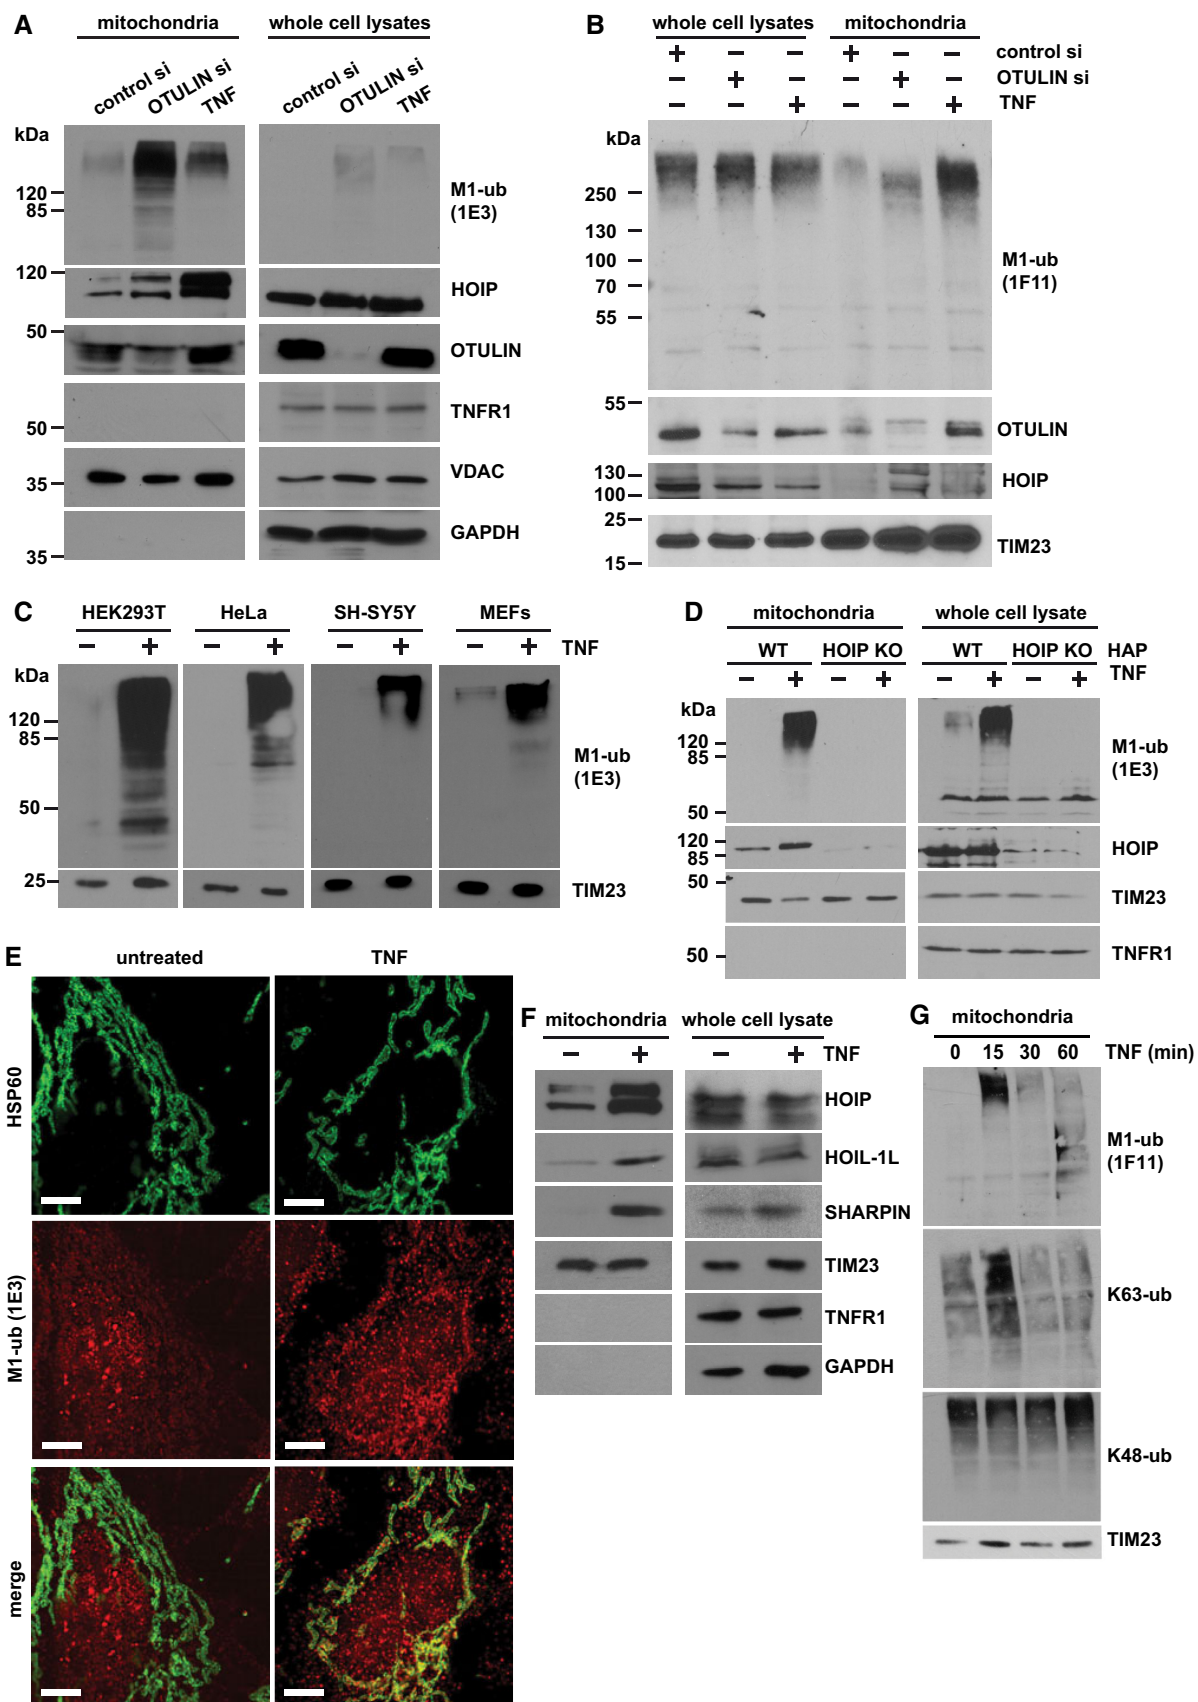 A
mitochondria
whole cell lysates
control si
OTULIN si
TNF
control si
OTULIN si
TNF
kDa
120
85
M1-ub
(1E3)
120
HOIP
50
OTULIN
50
TNFR1
35
VDAC
35
GAPDH
B
whole cell lysates
mitochondria
+ − − + − − control si
− + − − + − OTULIN si
− − + − − + TNF
kDa
250
130
100
70
55
M1-ub
(1F11)
55
OTULIN
130
100
HOIP
25
15
TIM23
C
HEK293T
HeLa
SH-SY5Y
MEFs
− + − + − + − + TNF
kDa
120
85
50
M1-ub
(1E3)
25
TIM23
D
mitochondria
whole cell lysate
WT HOIP KO WT HOIP KO HAP
− + − + − + − + TNF
kDa
120
85
50
M1-ub
(1E3)
120
85
HOIP
50
TIM23
50
TNFR1
E
untreated
TNF
HSP60
M1-ub (1E3)
merge
F
mitochondria
whole cell lysate
− + − + TNF
HOIP
HOIL-1L
SHARPIN
TIM23
TNFR1
GAPDH
G
mitochondria
0 15 30 60 TNF (min)
M1-ub
(1F11)
K63-ub
K48-ub
TIM23